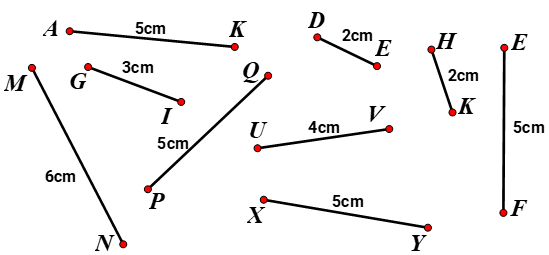 A 5cm K
D 2cm E
H 2cm K
E 5cm F
M 6cm N
G 3cm I
Q 5cm P
U 4cm V
X 5cm Y